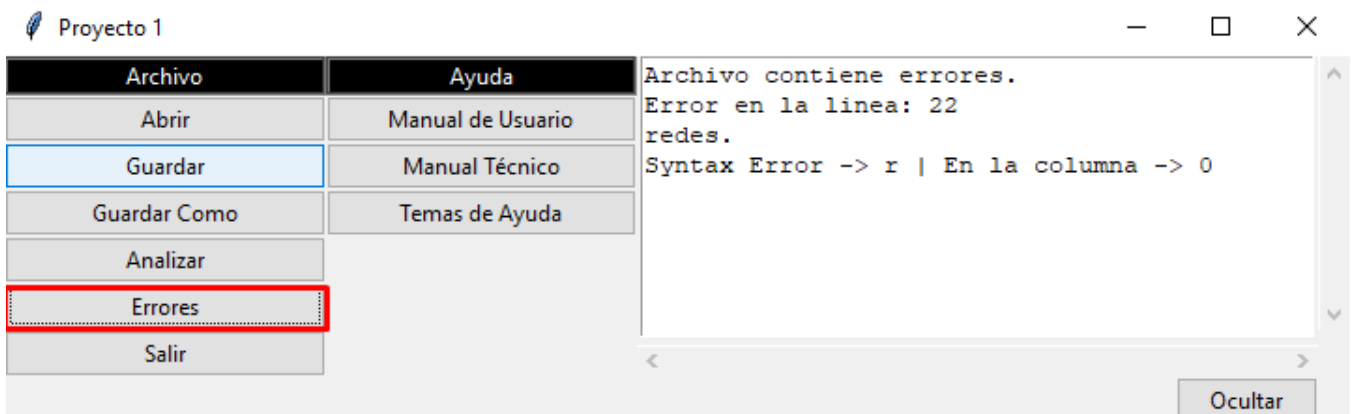 Proyecto 1
Archivo
Abrir
Guardar
Guardar Como
Analizar
Errores
Salir
Ayuda
Manual de Usuario
Manual Técnico
Temas de Ayuda
Archivo contiene errores.
Error en la linea: 22
redes.
Syntax Error -> r | En la columna -> 0
Ocultar